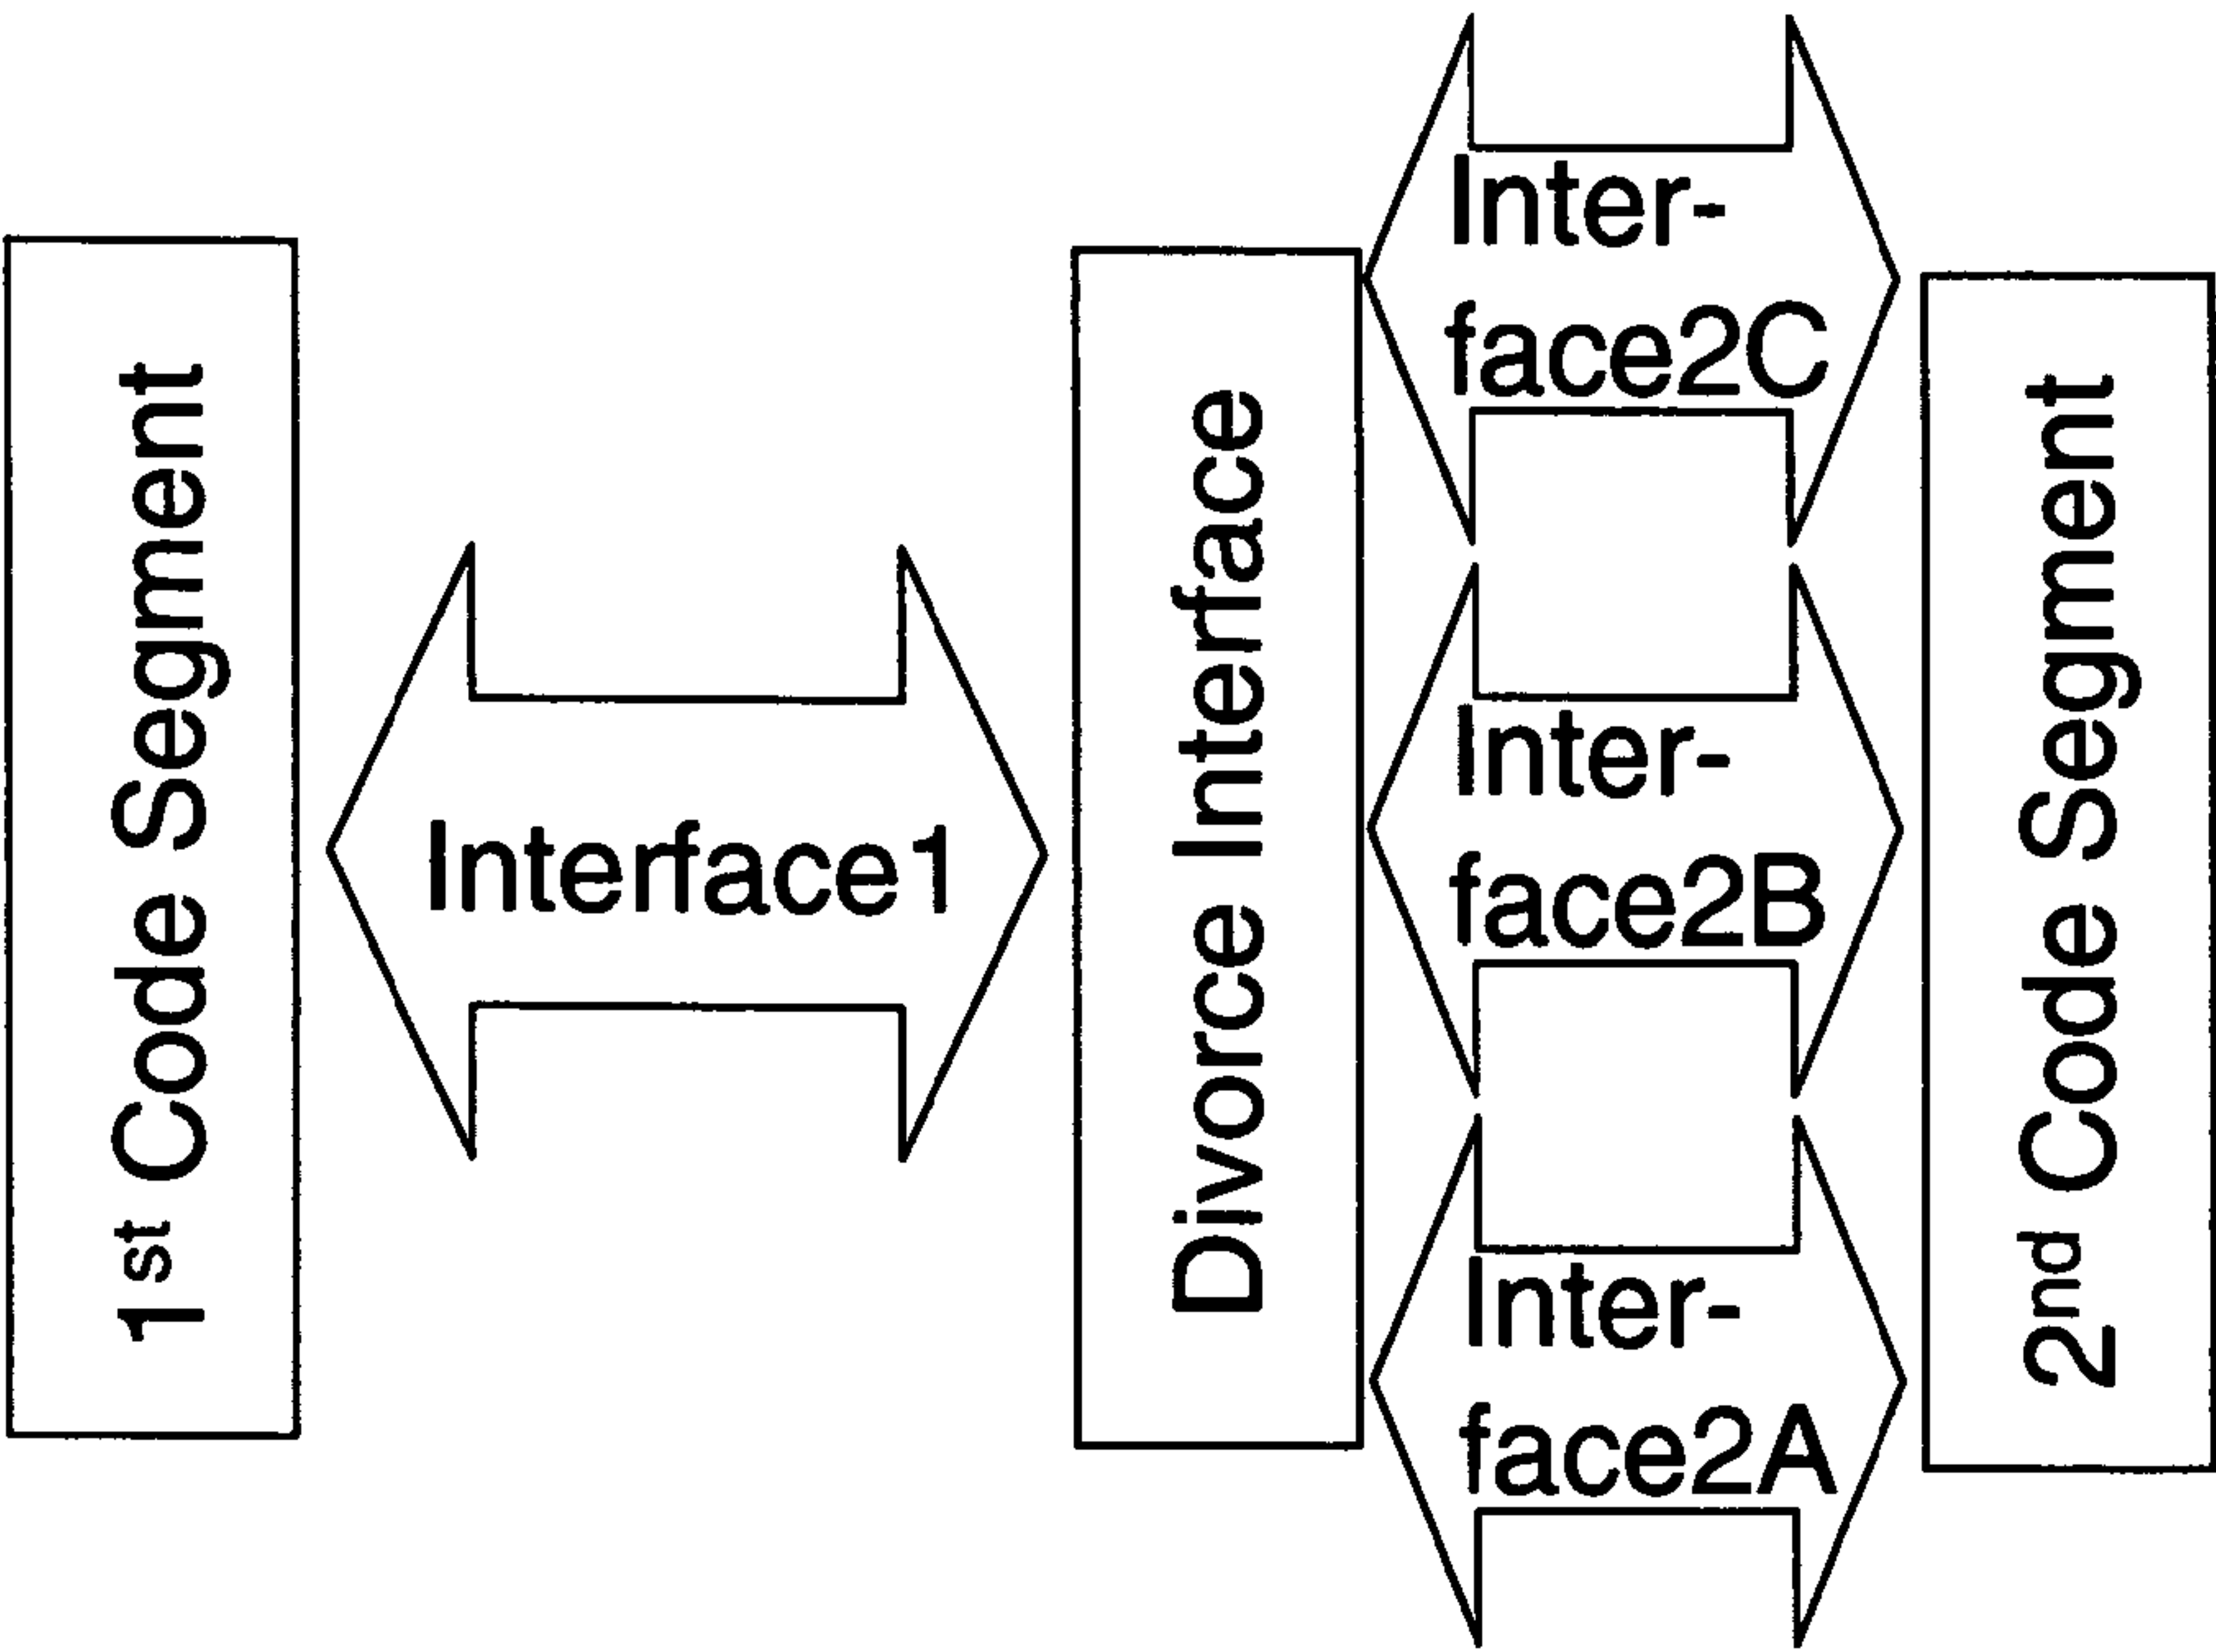 1st Code Segment
Interface1
Divorce Interface
Inter-
face2C
Inter-
face2B
Inter-
face2A
2nd Code Segment